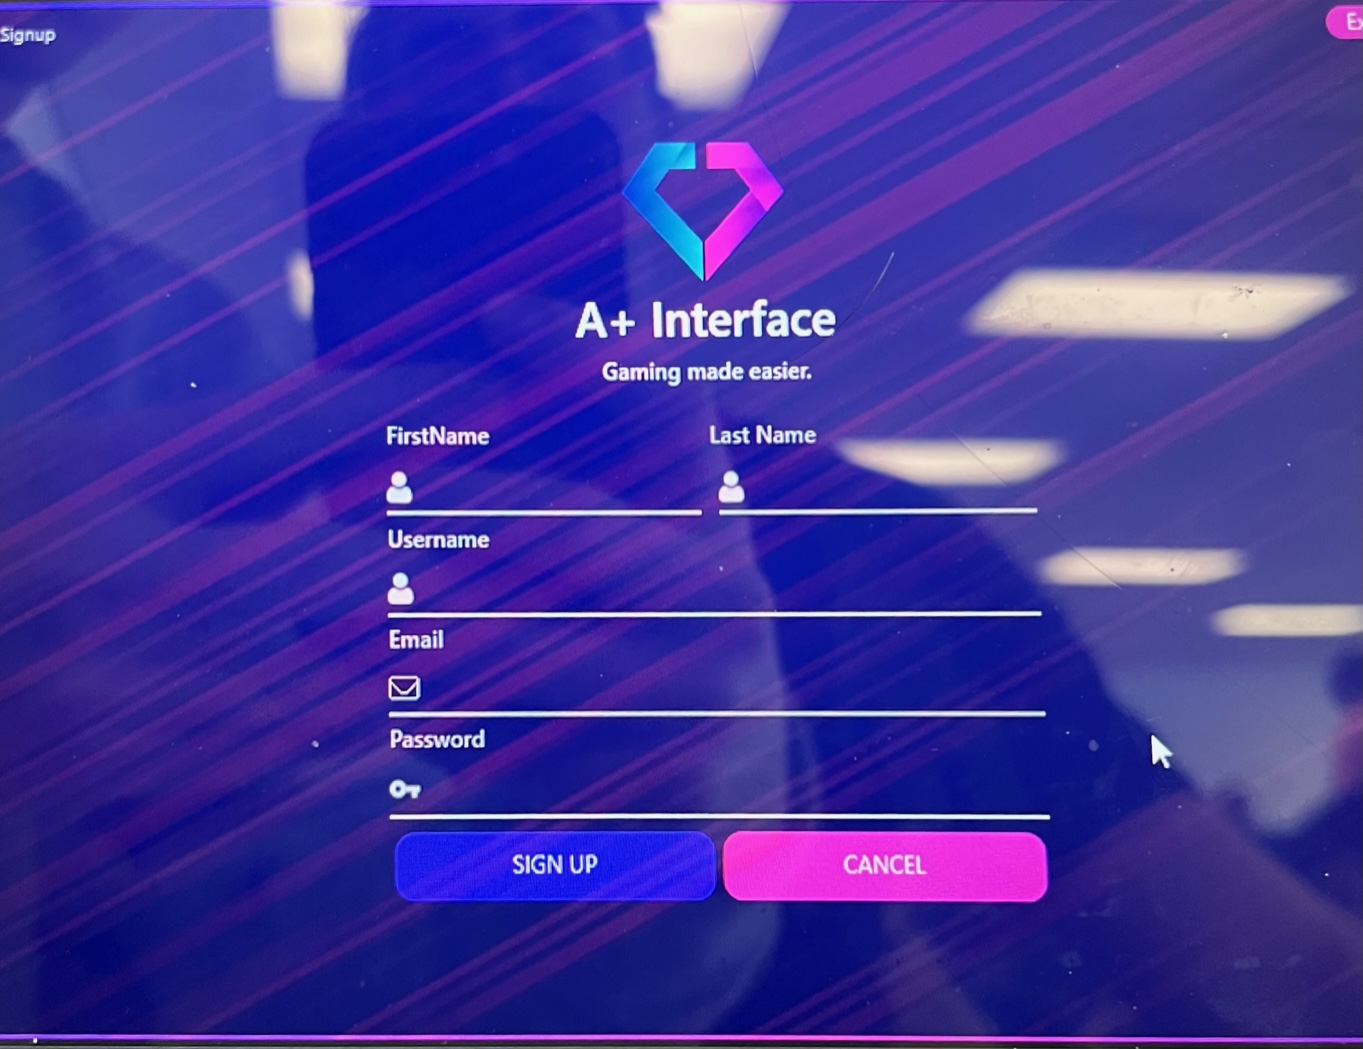 Signup
A+ Interface
Gaming made easier.
FirstName Last Name
Username
Email
Password
SIGN UP CANCEL